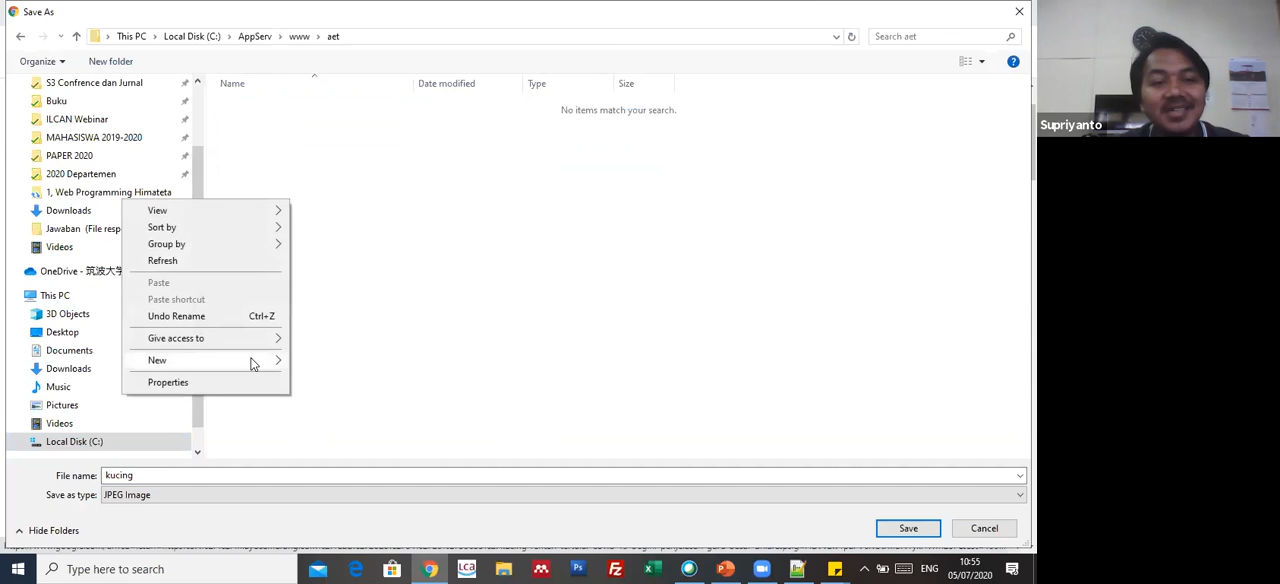 Save As
This PC > Local Disk (C:) > AppServ > www > aet
Search aet
Organize
New folder
Name
Date modified
Type
Size
No items match your search.
S3 Confrence dan Jurnal
Buku
ILCAN Webinar
MAHASISWA 2019-2020
PAPER 2020
2020 Departemen
1, Web Programming Himateta
Downloads
Jawaban (File resp
Videos
OneDrive - 筑波大学
This PC
3D Objects
Desktop
Documents
Downloads
Music
Pictures
Videos
Local Disk (C:)
View
Sort by
Group by
Refresh
Paste
Paste shortcut
Undo Rename Ctrl+Z
Give access to
New
Properties
File name: kucing
Save as type: JPEG Image
Hide Folders
Save
Cancel
Type here to search
LCA
ENG
10:55
05/07/2020
Supriyanto